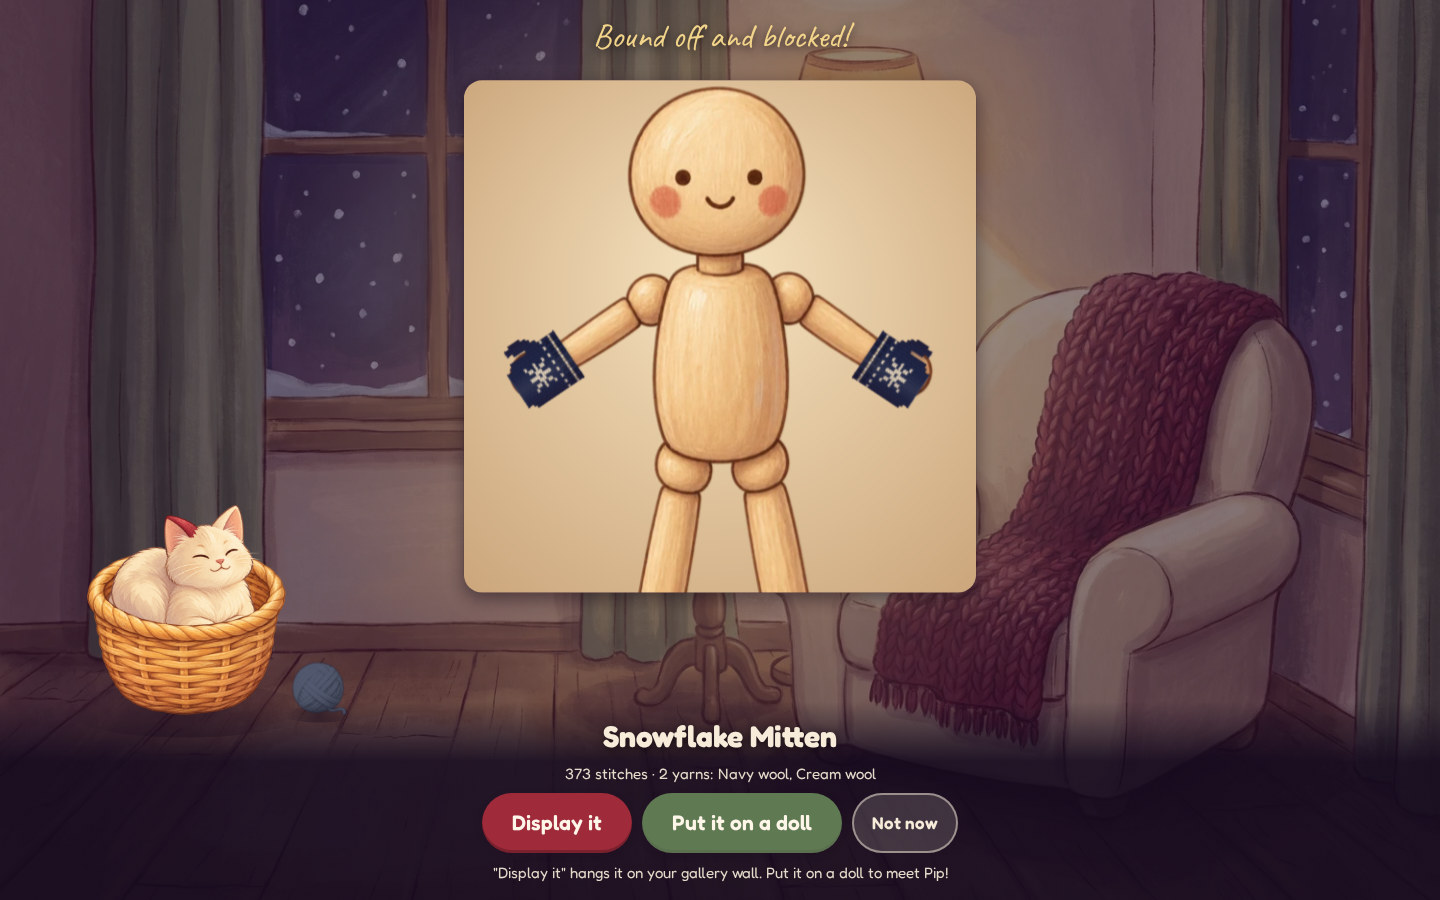 Bound off and blocked!
Snowflake Mitten
373 stitches · 2 yarns: Navy wool, Cream wool
Display it
Put it on a doll
Not now
"Display it" hangs it on your gallery wall. Put it on a doll to meet Pip!